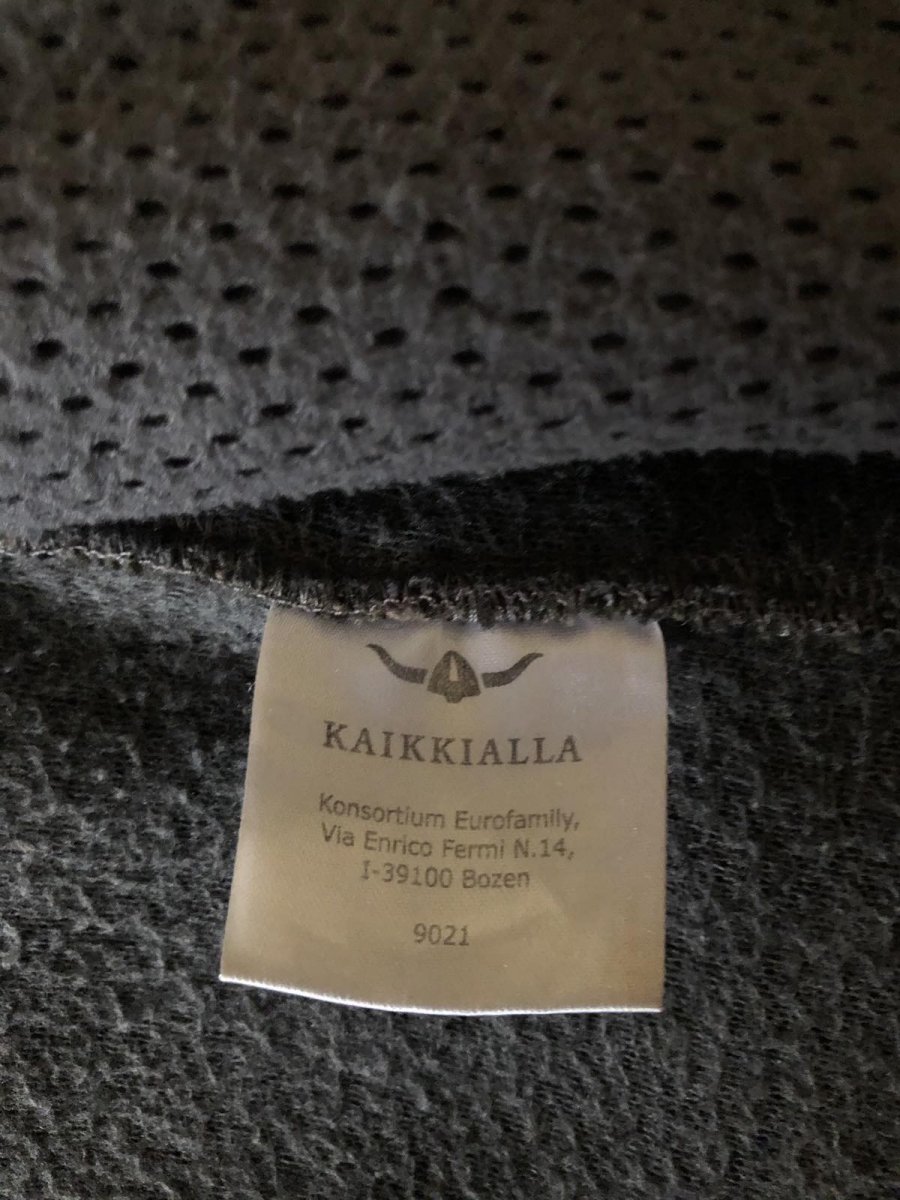 KAIKKIALLA
Konsortium Eurofamily,
Via Enrico Fermi N.14,
I-39100 Bozen
9021